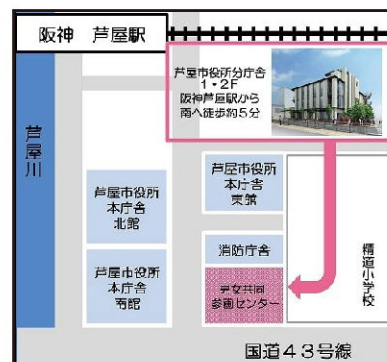 阪神 芦屋駅
芦屋市役所分庁舎
1・2F
阪神芦屋駅から
南へ徒歩約5分
芦屋川
芦屋市役所
本庁舎
北館
芦屋市役所
本庁舎
東館
消防庁舎
芦屋市役所
本庁舎
南館
男女共同
参画センター
精道小学校
国道43号線